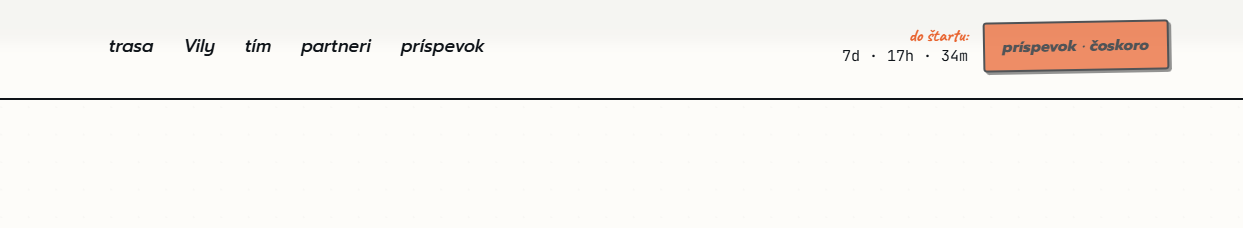 trasa Vily tím partneri príspevok
do štartu:
7d · 17h · 34m
príspevok · čoskoro